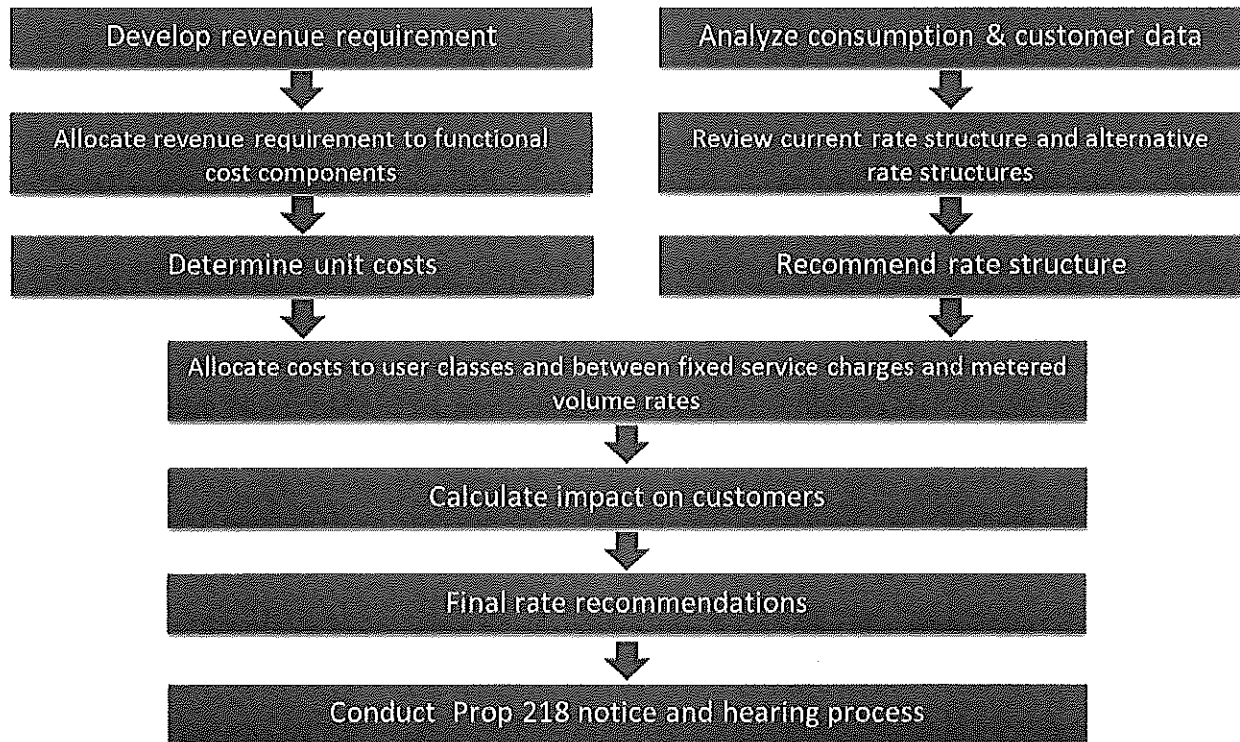 Develop revenue requirement
Analyze consumption & customer data
Allocate revenue requirement to functional
cost components
Review current rate structure and alternative
rate structures
Determine unit costs
Recommend rate structure
Allocate costs to user classes and between fixed service charges and metered
volume rates
Calculate impact on customers
Final rate recommendations
Conduct Prop 218 notice and hearing process